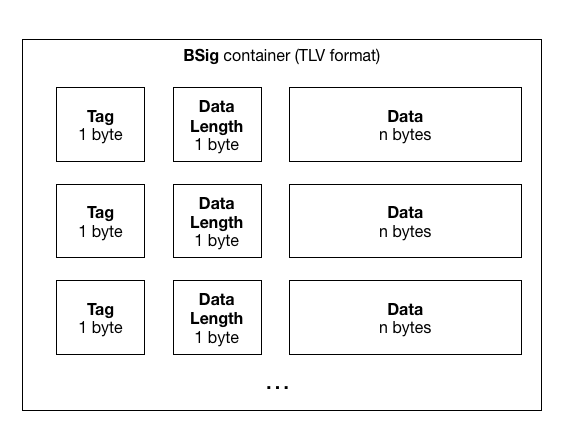 BSig container (TLV format)
Tag
1 byte
Data
Length
1 byte
Data
n bytes
Tag
1 byte
Data
Length
1 byte
Data
n bytes
Tag
1 byte
Data
Length
1 byte
Data
n bytes
...